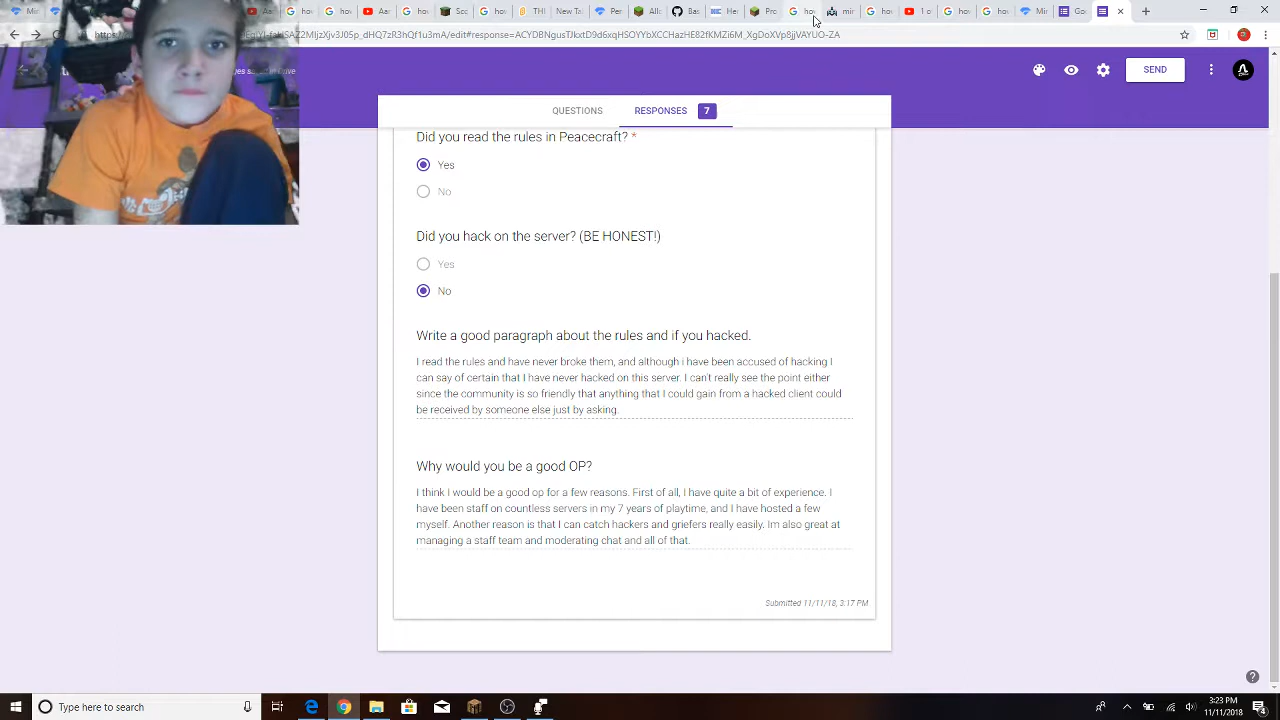 SEND
QUESTIONS
RESPONSES 7
Did you read the rules in Peacecraft? *
Yes
No
Did you hack on the server? (BE HONEST!)
Yes
No
Write a good paragraph about the rules and if you hacked.
I read the rules and have never broke them, and although i have been accused of hacking I
can say of certain that I have never hacked on this server. I can't really see the point either
since the community is so friendly that anything that I could gain from a hacked client could
be received by someone else just by asking.
Why would you be a good OP?
I think I would be a good op for a few reasons. First of all, I have quite a bit of experience. I
have been staff on countless servers in my 7 years of playtime, and I have hosted a few
myself. Another reason is that I can catch hackers and griefers really easily. Im also great at
managing a staff team and moderating chat and all of that.
Submitted 11/11/18, 3:17 PM
Type here to search
3:23 PM
11/11/2018